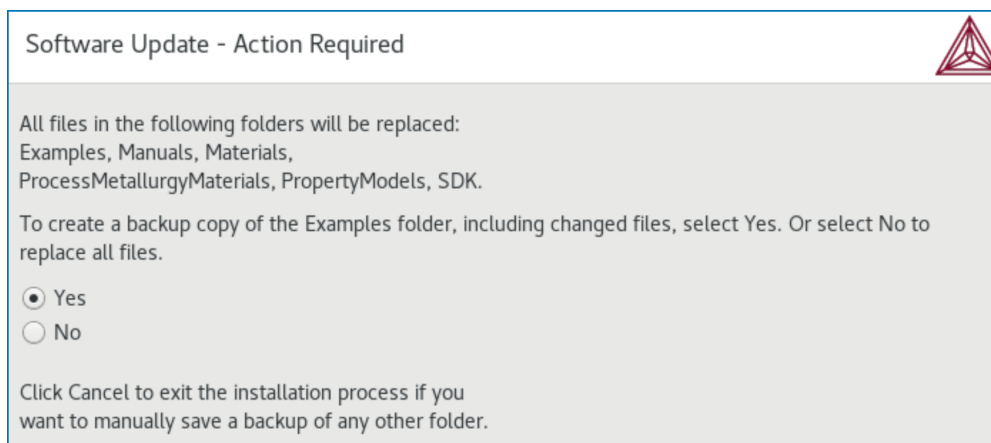 Software Update - Action Required
All files in the following folders will be replaced:
Examples, Manuals, Materials,
ProcessMetallurgyMaterials, PropertyModels, SDK.
To create a backup copy of the Examples folder, including changed files, select Yes. Or select No to
replace all files.
Yes
No
Click Cancel to exit the installation process if you
want to manually save a backup of any other folder.